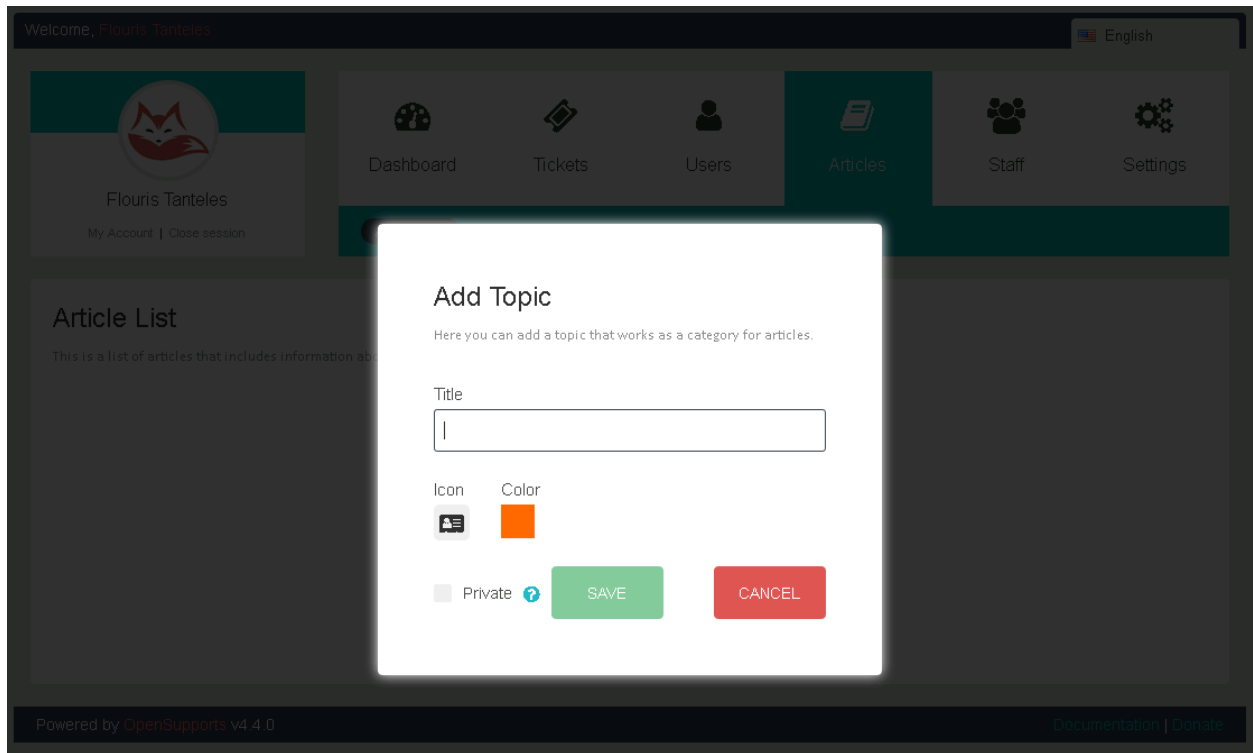 Welcome, Flouris Tanteles
English
Flouris Tanteles
My Account | Close session
Dashboard
Tickets
Users
Articles
Staff
Settings
Article List
This is a list of articles that includes information
Add Topic
Here you can add a topic that works as a category for articles.
Title
Icon Color
Private
SAVE
CANCEL
Powered by OpenSupports v4.4.0
Documentation | Donate